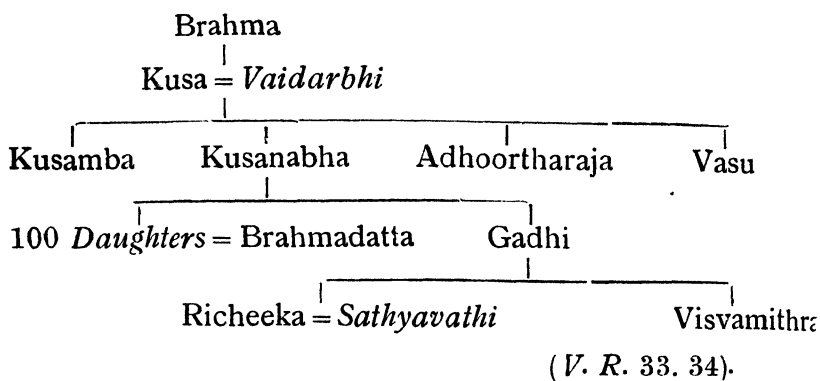 Brahma
Kusa = Vaidarbhi
Kusamba Kusanabha Adhoortharaja Vasu
100 Daughters = Brahmadatta Gadhi
Richeeka = Sathyavathi Visvamithra
(V. R. 33. 34).